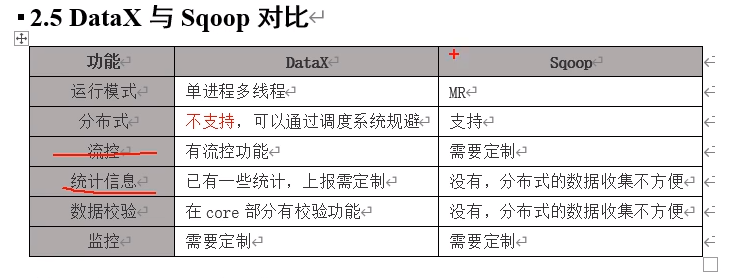 2.5 DataX 与 Sqoop 对比
功能 DataX Sqoop
运行模式 单进程多线程 MR
分布式 不支持，可以通过调度系统规避 支持
流控 有流控功能 需要定制
统计信息 已有一些统计，上报需定制 没有，分布式的数据收集不方便
数据校验 在 core 部分有校验功能 没有，分布式的数据收集不方便
监控 需要定制 需要定制